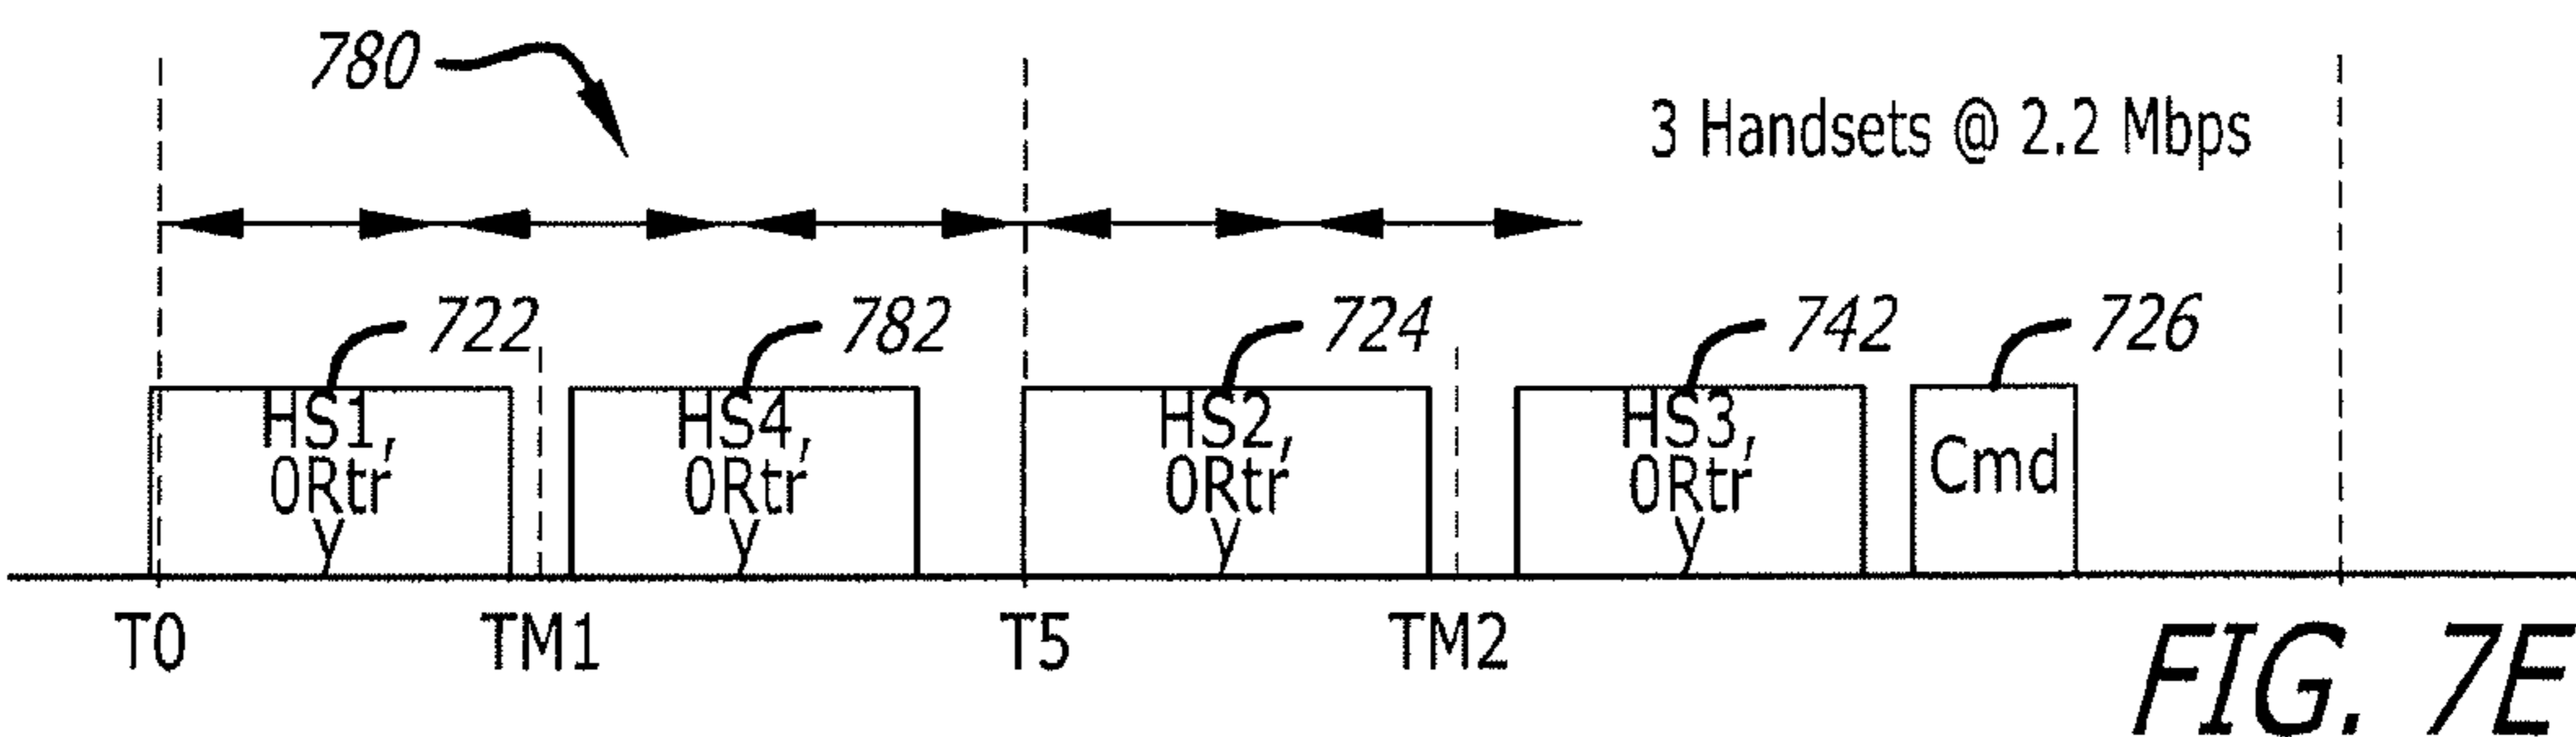 780
3 Handsets @ 2.2 Mbps
722
782
724
742
726
HS1,
0Rtr
y
HS4,
0Rtr
y
HS2,
0Rtr
y
HS3,
0Rtr
y
Cmd
T0
TM1
T5
TM2
FIG. 7E